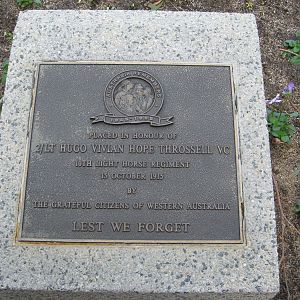 PLACED IN HONOUR OF
2/LT HUGO VIVIAN HOPE THROSSELL VC
10TH LIGHT HORSE REGIMENT
15 OCTOBER 1915
BY
THE GRATEFUL CITIZENS OF WESTERN AUSTRALIA
LEST WE FORGET